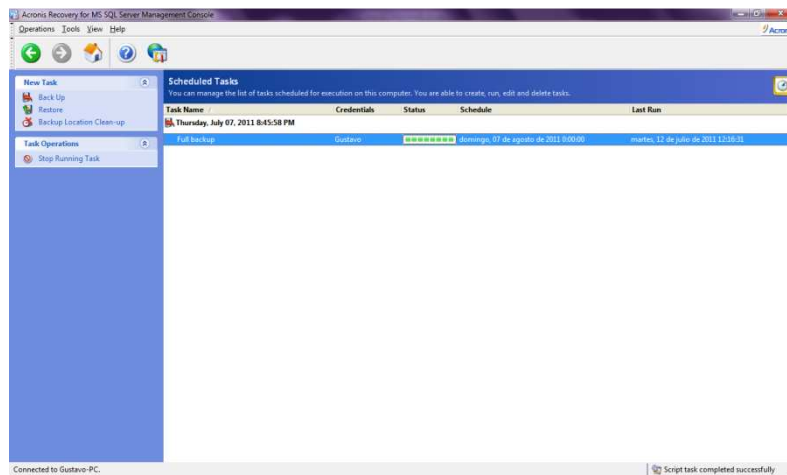 Acronis Recovery for MS SQL Server Management Console
Operations Tools View Help
Acron
New Task
Back Up
Restore
Backup Location Clean-up
Task Operations
Stop Running Task
Scheduled Tasks
You can manage the list of tasks scheduled for execution on this computer. You are able to create, run, edit and delete tasks.
Task Name / Credentials Status Schedule Last Run
Thursday, July 07, 2011 8:45:58 PM
Full backup Gustavo domingo, 07 de agosto de 2011 0:00:00 martes, 12 de julio de 2011 12:16:31
Connected to Gustavo-PC. Script task completed successfully